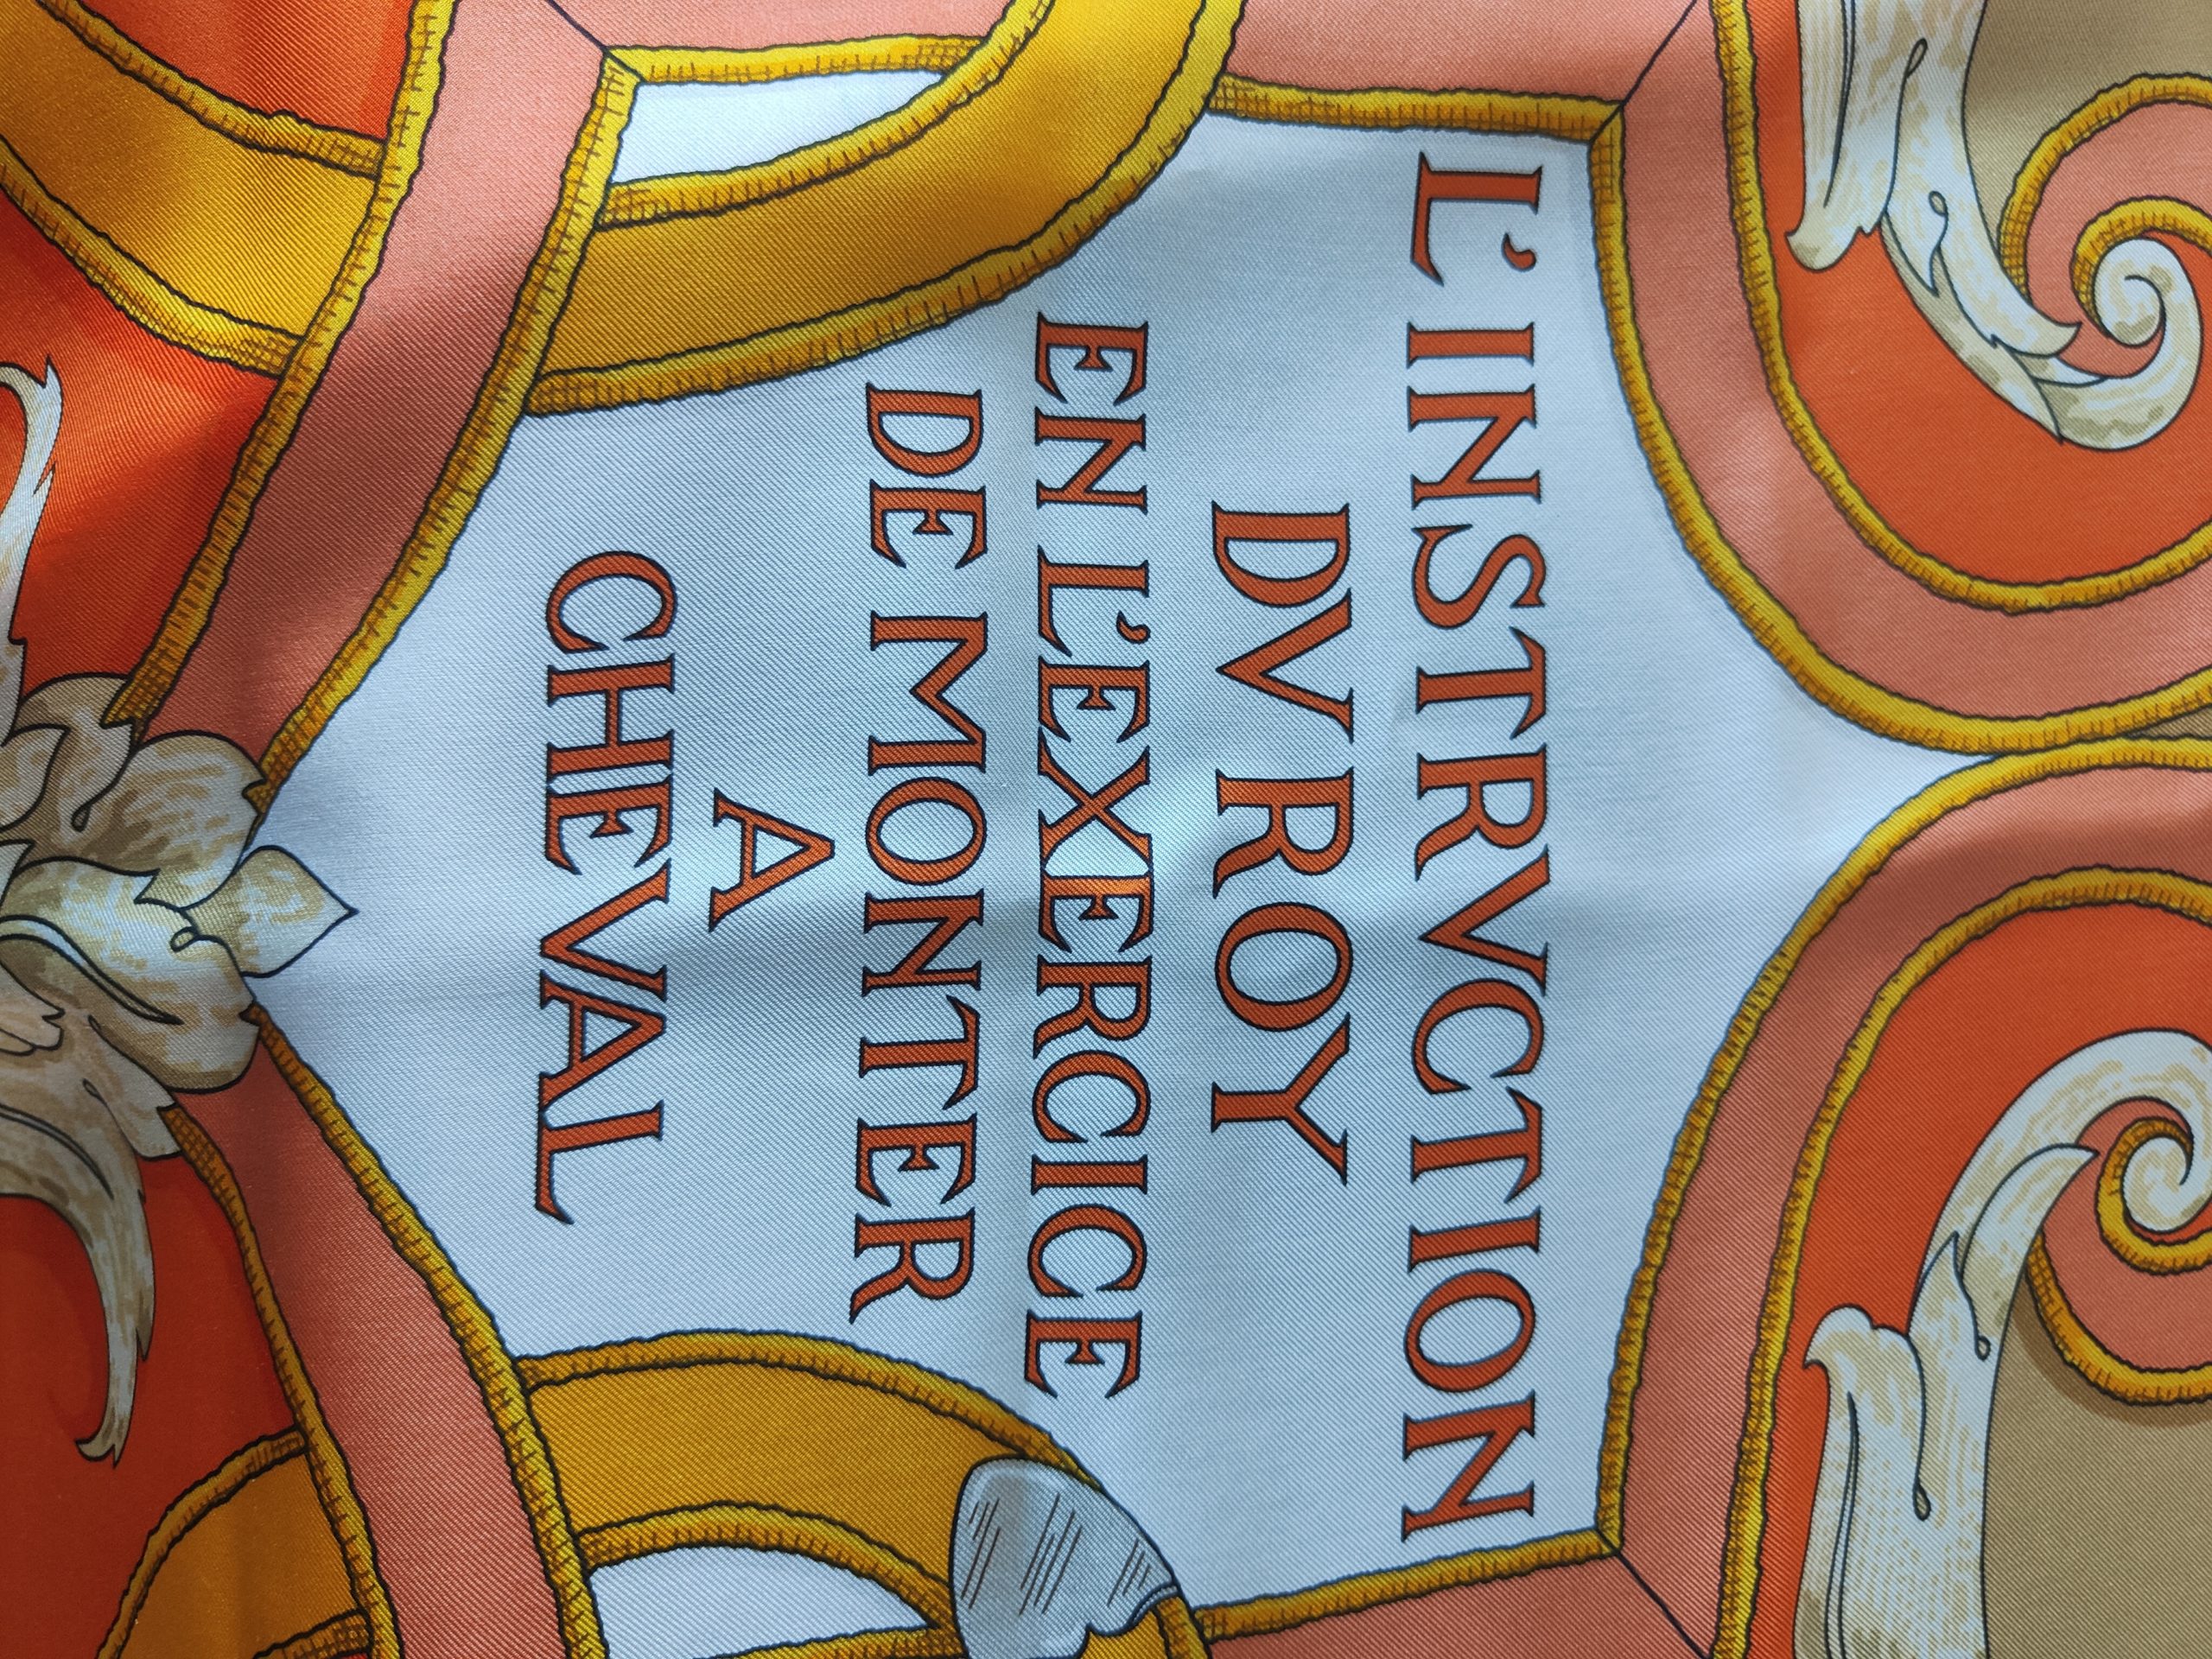 L'INSTRVCTION
DV ROY
EN L'EXERCICE
DE MONTER
A
CHEVAL